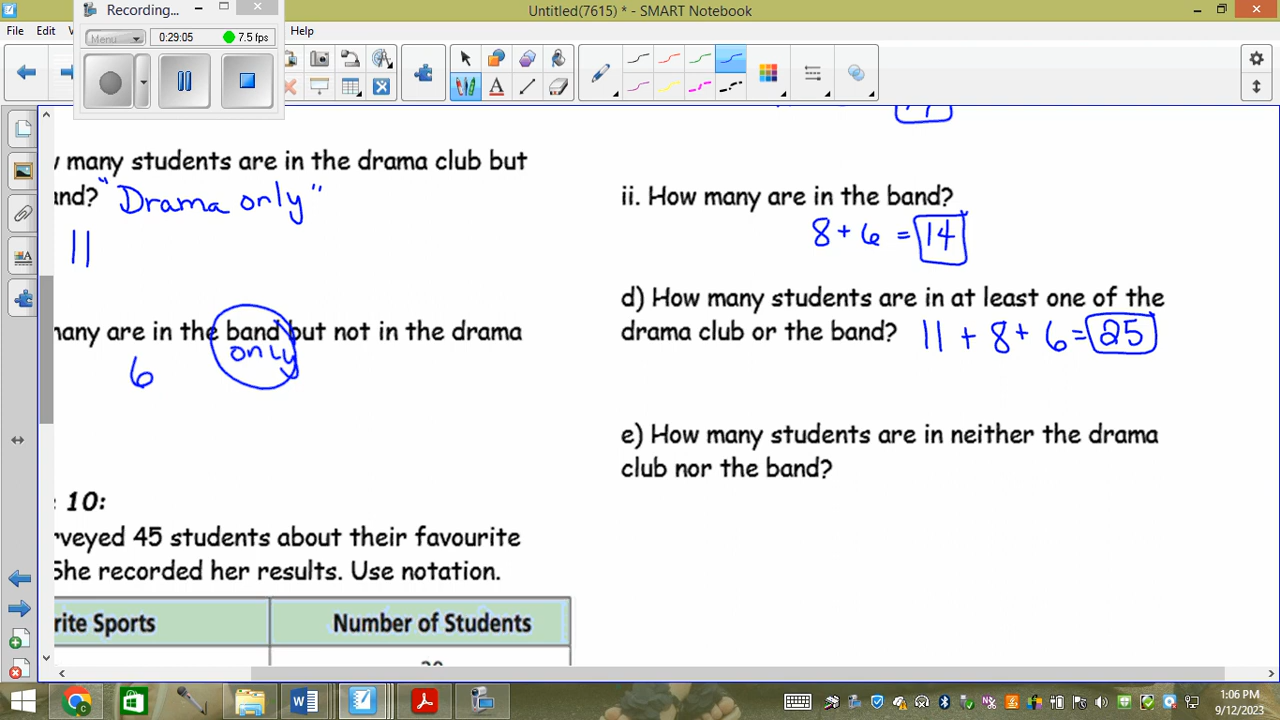 Recording...
Menu
0:29:05
7.5 fps
Untitled(7615) * - SMART Notebook
File
Help
many students are in the drama club but
"Drama only"
11
many are in the band but not in the drama
only
6
10:
45 students about their favourite
She recorded her results. Use notation.
Sports
Number of Students
ii. How many are in the band?
8 + 6 = 14
d) How many students are in at least one of the
drama club or the band? 11 + 8 + 6 = 25
e) How many students are in neither the drama
club nor the band?
1:06 PM
9/12/2023